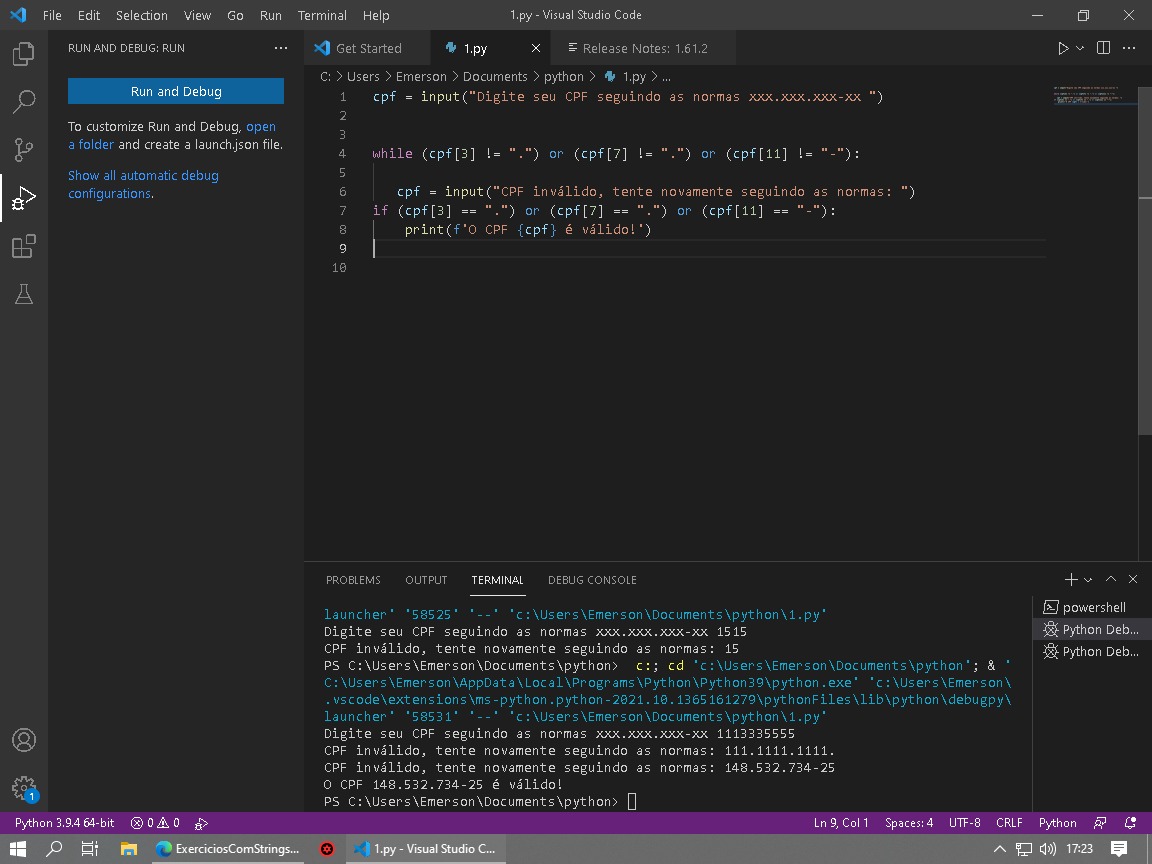 File Edit Selection View Go Run Terminal Help 1.py - Visual Studio Code
RUN AND DEBUG: RUN ...
Get Started 1.py Release Notes: 1.61.2
Run and Debug
To customize Run and Debug, open
a folder and create a launch.json file.
Show all automatic debug
configurations.
C: > Users > Emerson > Documents > python > 1.py > ...
1 cpf = input("Digite seu CPF seguindo as normas xxx.xxx.xxx-xx ")
2
3
4 while (cpf[3] != ".") or (cpf[7] != ".") or (cpf[11] != "-"):
5
6 cpf = input("CPF inválido, tente novamente seguindo as normas: ")
7 if (cpf[3] == ".") or (cpf[7] == ".") or (cpf[11] == "-"):
8 print(f'O CPF {cpf} é válido!')
9
10
PROBLEMS OUTPUT TERMINAL DEBUG CONSOLE
launcher' '58525' '--' 'c:\Users\Emerson\Documents\python\1.py'
Digite seu CPF seguindo as normas xxx.xxx.xxx-xx 1515
CPF inválido, tente novamente seguindo as normas: 15
PS C:\Users\Emerson\Documents\python> c:; cd 'c:\Users\Emerson\Documents\python'; & '
C:\Users\Emerson\AppData\Local\Programs\Python\Python39\python.exe' 'c:\Users\Emerson\
.vscode\extensions\ms-python.python-2021.10.1365161279\pythonFiles\lib\python\debugpy\
launcher' '58531' '--' 'c:\Users\Emerson\Documents\python\1.py'
Digite seu CPF seguindo as normas xxx.xxx.xxx-xx 1113335555
CPF inválido, tente novamente seguindo as normas: 111.1111.1111.
CPF inválido, tente novamente seguindo as normas: 148.532.734-25
O CPF 148.532.734-25 é válido!
PS C:\Users\Emerson\Documents\python>
powershell
Python Deb...
Python Deb...
1
Python 3.9.4 64-bit 0 0 Ln 9, Col 1 Spaces: 4 UTF-8 CRLF Python
ExerciciosComStrings... 1.py - Visual Studio C... 17:23